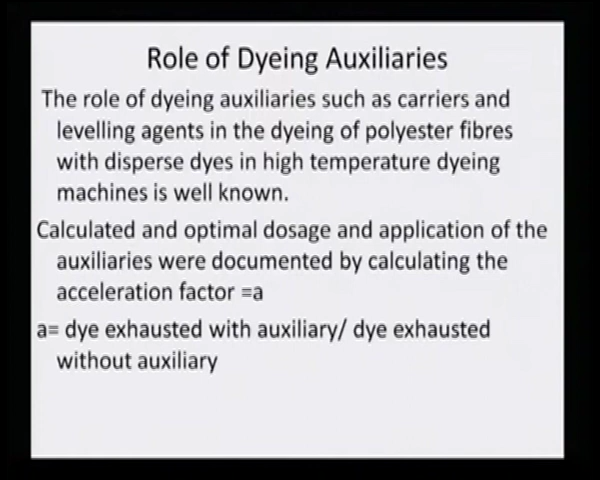 Role of Dyeing Auxiliaries
The role of dyeing auxiliaries such as carriers and
levelling agents in the dyeing of polyester fibres
with disperse dyes in high temperature dyeing
machines is well known.
Calculated and optimal dosage and application of the
auxiliaries were documented by calculating the
acceleration factor =a
a= dye exhausted with auxiliary/ dye exhausted
without auxiliary